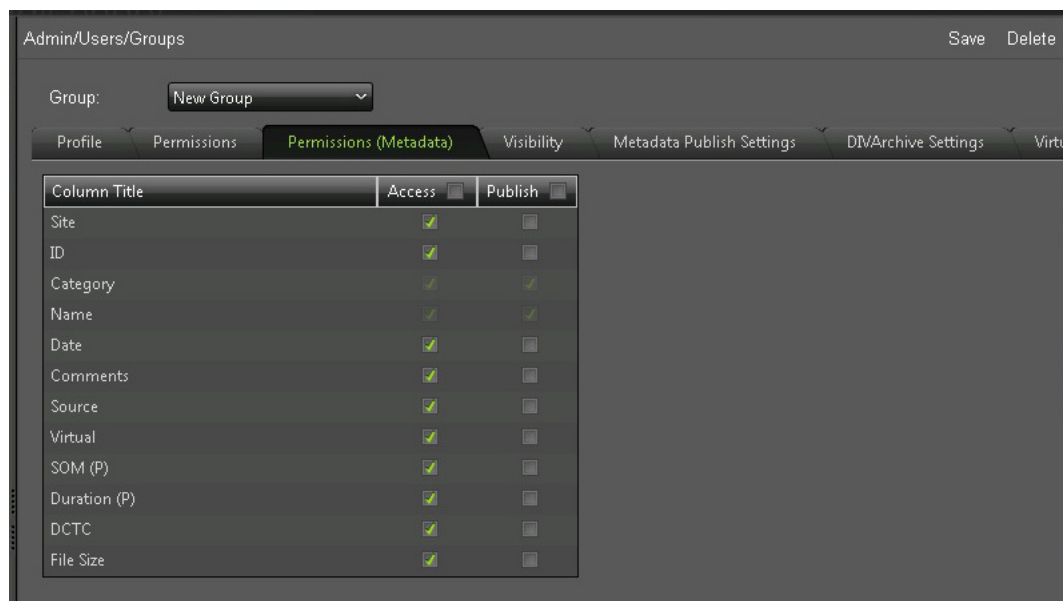 Admin/Users/Groups Save Delete
Group: New Group
Profile Permissions Permissions (Metadata) Visibility Metadata Publish Settings DIVArchive Settings Virtu
Column Title Access Publish
Site
ID
Category
Name
Date
Comments
Source
Virtual
SOM (P)
Duration (P)
DCTC
File Size